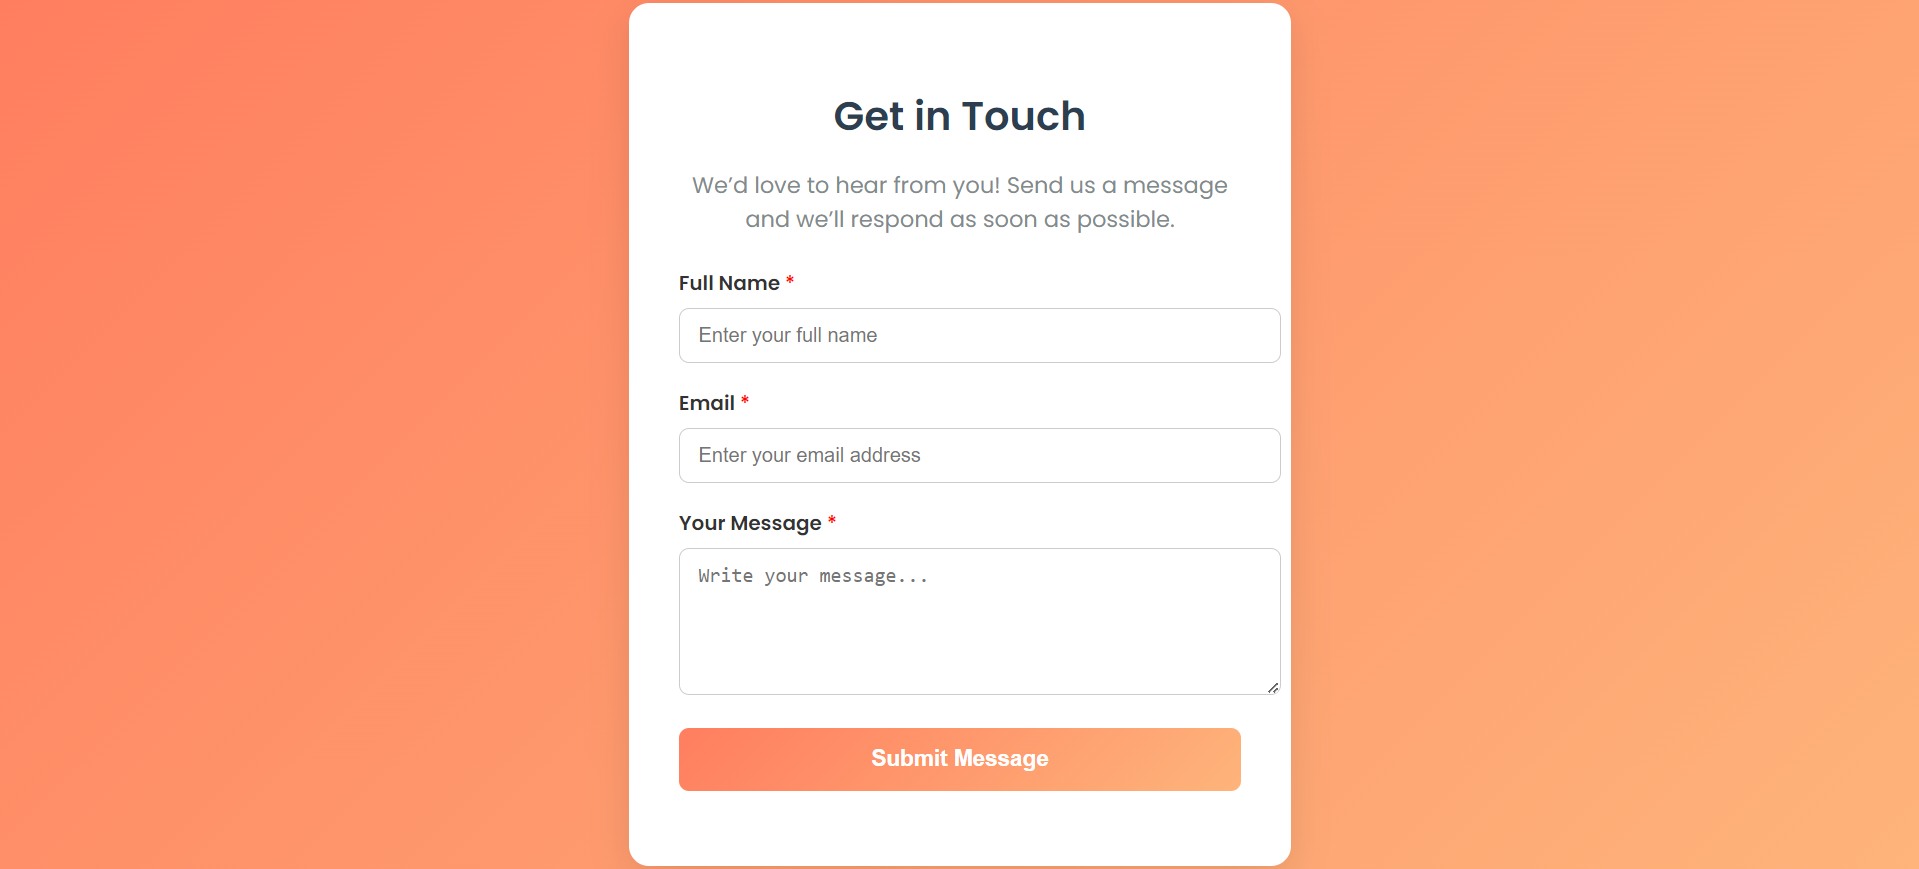 Get in Touch
We’d love to hear from you! Send us a message
and we’ll respond as soon as possible.
Full Name *
Enter your full name
Email *
Enter your email address
Your Message *
Write your message...
Submit Message